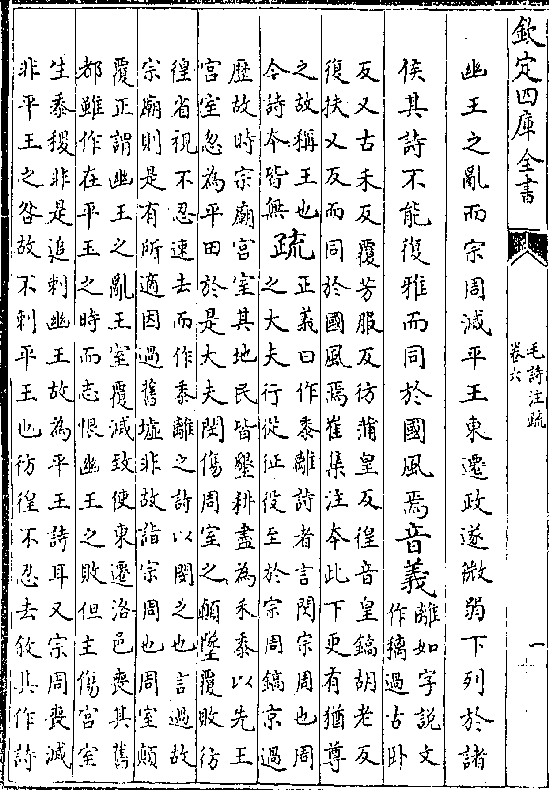 欽定四庫全書
毛詩注疏
卷六
一
幽王之亂而宗周滅平王東遷政遂微弱下列於諸
侯其詩不能復雅而同於國風焉音義
離如字說文
作穪過古卧
反又古禾反覆芳服反彷蒲皇反徨音皇鎬胡老反
復扶又反而同於國風焉崔集注本此下更有猶尊
之故稱王也
今詩本皆無
疏
正義曰作黍離詩者言閔宗周也周
之大夫行從征役至於宗周鎬京過
歷故時宗廟宮室其地民皆墾耕盡為禾黍以先王
宮室忽為平田於是大夫閔傷周室之顛墜覆敗彷
徨省視不忍速去而作黍離之詩以閔之也言過故
宗廟則是有所適因過舊墟非故詣宗周也周室顛
覆正謂幽王之亂王室覆滅致使東遷洛邑喪其舊
都雖作在平王之時而志恨幽王之敗但主傷宮室
生黍稷非是追刺幽王故為平王詩耳又宗周喪滅
非平王之咎故不刺平王也彷徨不忍去敘其作詩